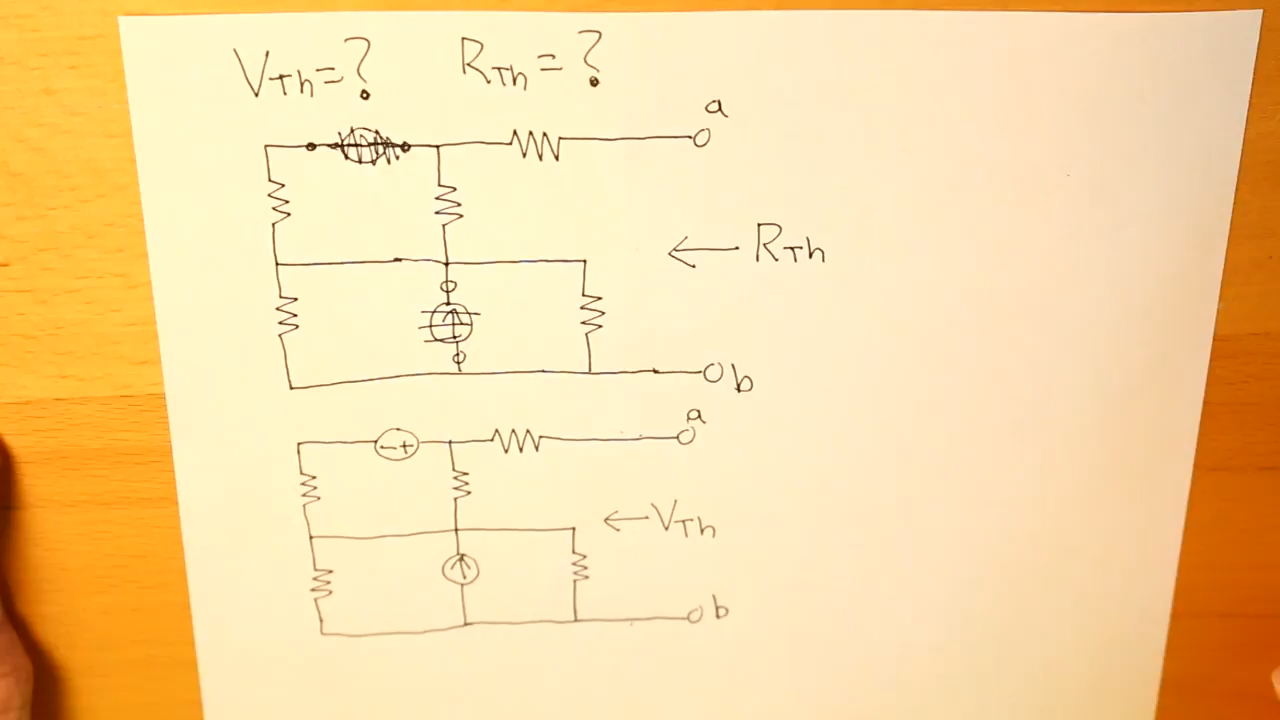 VTh=? RTh=?
a
← RTh
b
a
-+
← VTh
b